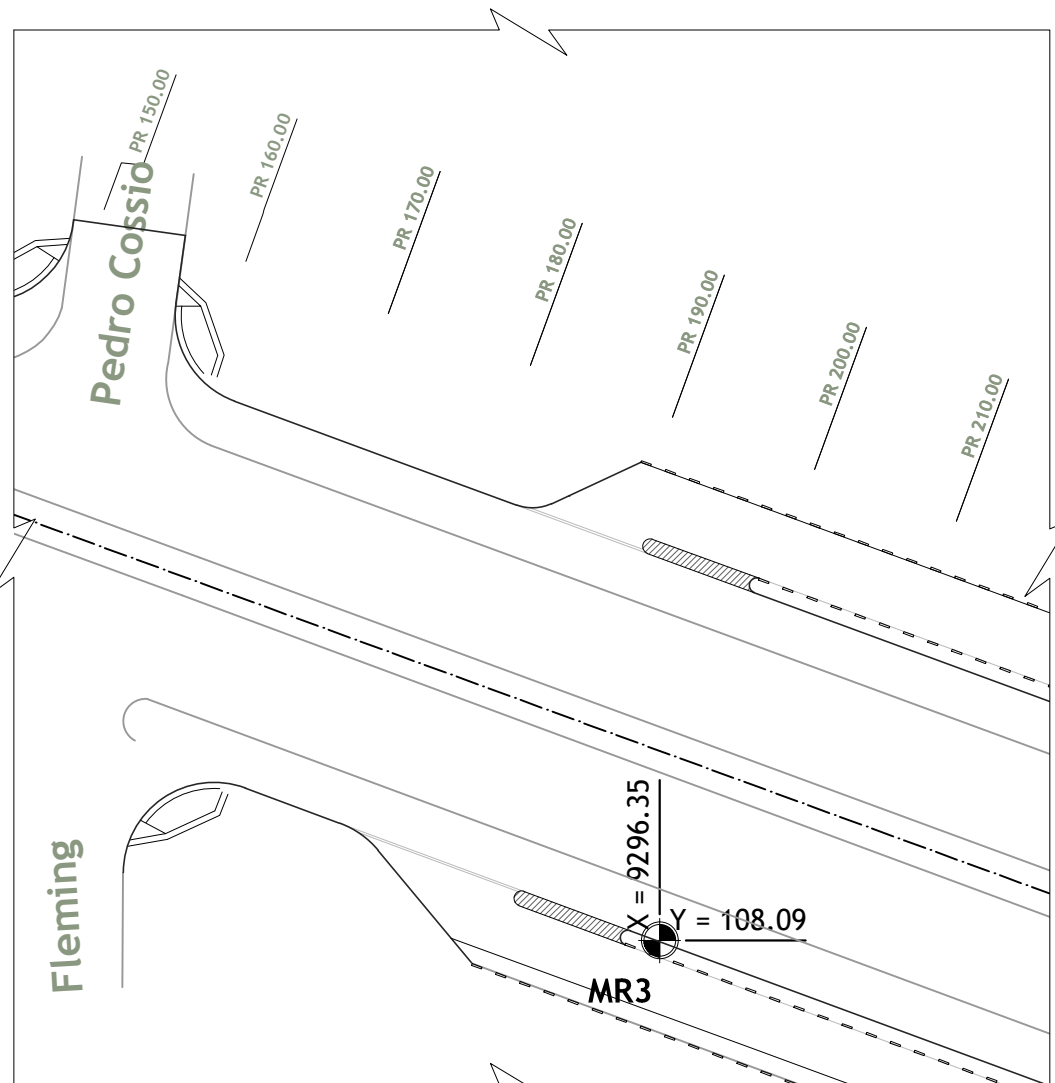 PR 150.00
PR 160.00
PR 170.00
PR 180.00
PR 190.00
PR 200.00
PR 210.00
Pedro Cossio
Fleming
X = 9296.35
Y = 108.09
MR3